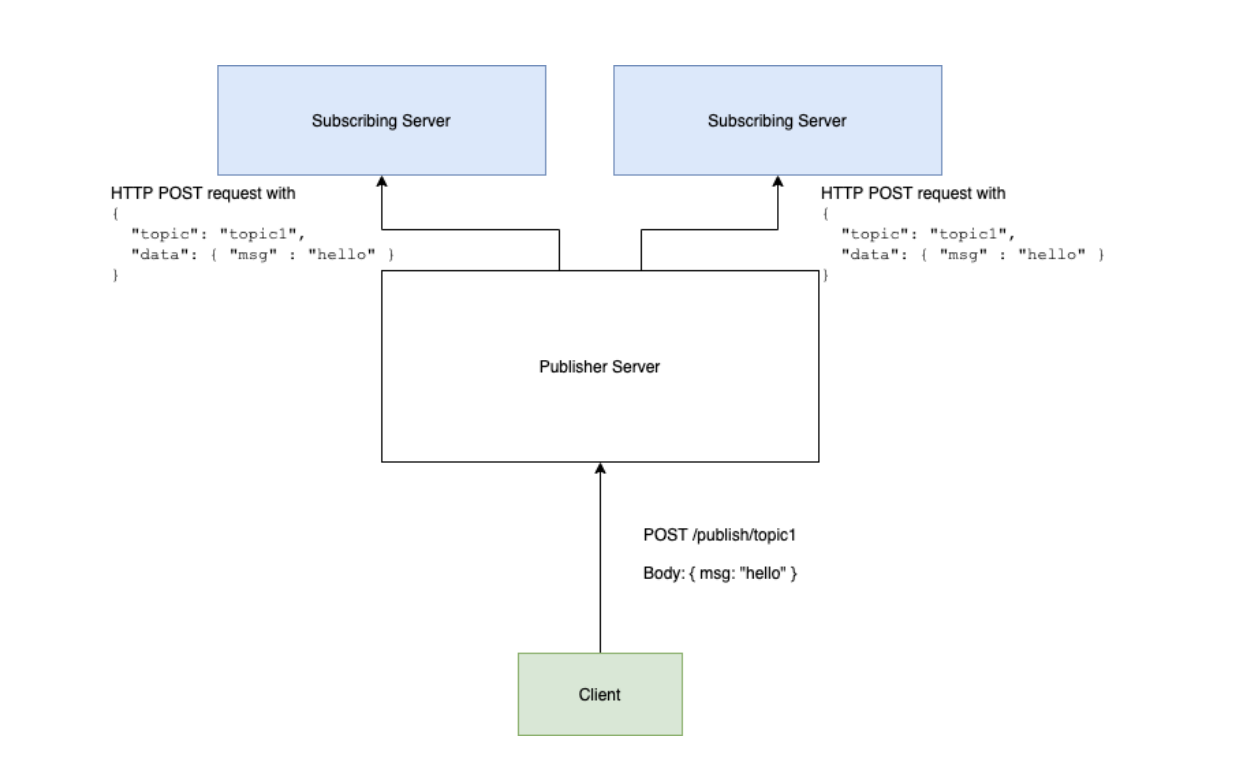 Subscribing Server
Subscribing Server
HTTP POST request with
{
  "topic": "topic1",
  "data": { "msg" : "hello" }
}
HTTP POST request with
{
  "topic": "topic1",
  "data": { "msg" : "hello" }
}
Publisher Server
POST /publish/topic1
Body: { msg: "hello" }
Client